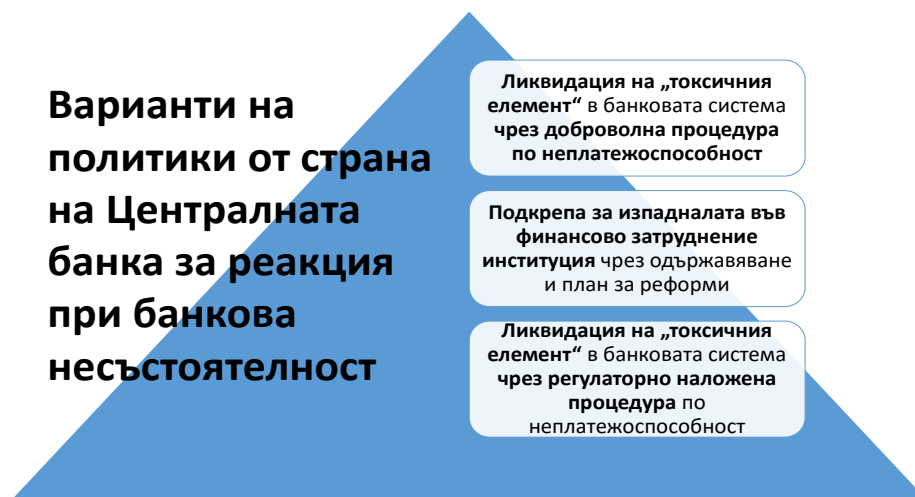 Варианти на
политики от страна
на Централната
банка за реакция
при банкова
несъстоятелност
Ликвидация на „токсичния
елемент“ в банковата система
чрез доброволна процедура
по неплатежоспособност
Подкрепа за изпадналата във
финансово затруднение
институция чрез одържавяване
и план за реформи
Ликвидация на „токсичния
елемент“ в банковата система
чрез регулаторно наложена
процедура по
неплатежоспособност